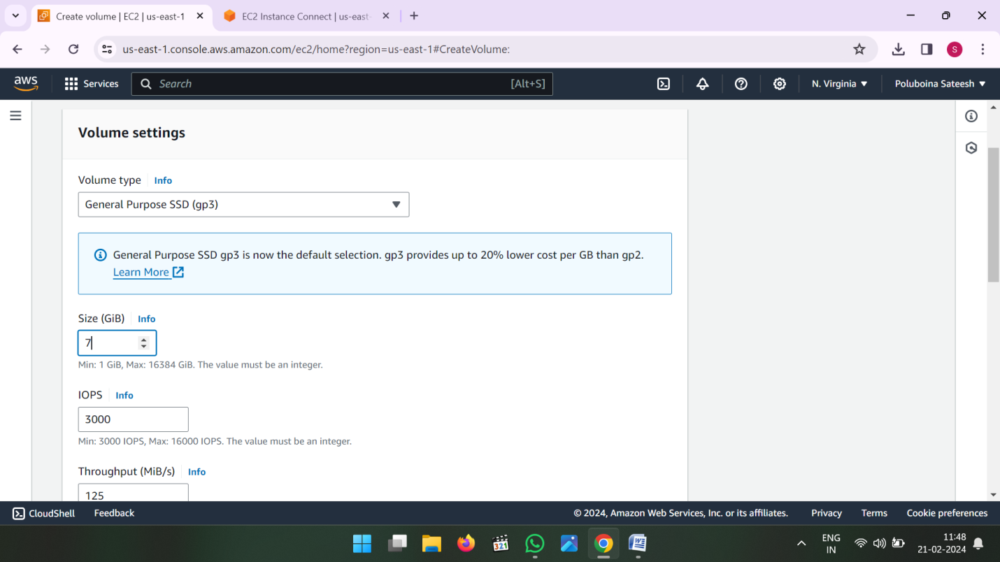 Create volume | EC2 | us-east-1
EC2 Instance Connect | us-east-
us-east-1.console.aws.amazon.com/ec2/home?region=us-east-1#CreateVolume:
S
aws
Services
Search
[Alt+S]
N. Virginia
Poluboina Sateesh
Volume settings
Volume type
Info
General Purpose SSD (gp3)
General Purpose SSD gp3 is now the default selection. gp3 provides up to 20% lower cost per GB than gp2.
Learn More
Size (GiB)
Info
7
Min: 1 GiB, Max: 16384 GiB. The value must be an integer.
IOPS
Info
3000
Min: 3000 IOPS, Max: 16000 IOPS. The value must be an integer.
Throughput (MiB/s)
Info
125
CloudShell
Feedback
© 2024, Amazon Web Services, Inc. or its affiliates.
Privacy
Terms
Cookie preferences
321
W
ENG
IN
11:48
21-02-2024